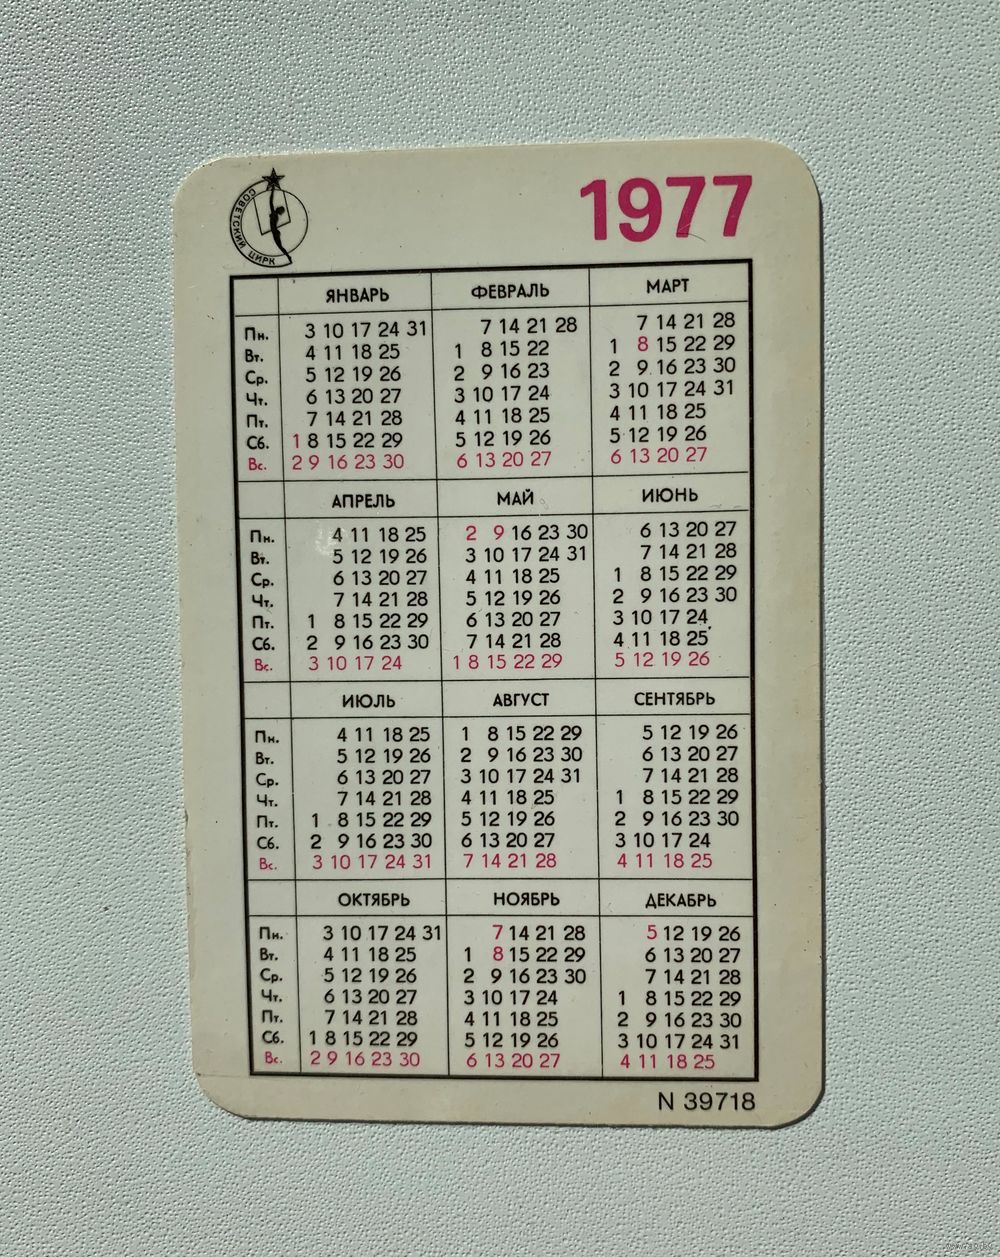 СОВЕТСКИЙ ЦИРК
1977
ЯНВАРЬ ФЕВРАЛЬ МАРТ
Пн. 3 10 17 24 31 7 14 21 28 7 14 21 28
Вт. 4 11 18 25 1 8 15 22 1 8 15 22 29
Ср. 5 12 19 26 2 9 16 23 2 9 16 23 30
Чт. 6 13 20 27 3 10 17 24 3 10 17 24 31
Пт. 7 14 21 28 4 11 18 25 4 11 18 25
Сб. 1 8 15 22 29 5 12 19 26 5 12 19 26
Вс. 2 9 16 23 30 6 13 20 27 6 13 20 27
АПРЕЛЬ МАЙ ИЮНЬ
Пн. 4 11 18 25 2 9 16 23 30 6 13 20 27
Вт. 5 12 19 26 3 10 17 24 31 7 14 21 28
Ср. 6 13 20 27 4 11 18 25 1 8 15 22 29
Чт. 7 14 21 28 5 12 19 26 2 9 16 23 30
Пт. 1 8 15 22 29 6 13 20 27 3 10 17 24
Сб. 2 9 16 23 30 7 14 21 28 4 11 18 25
Вс. 3 10 17 24 1 8 15 22 29 5 12 19 26
ИЮЛЬ АВГУСТ СЕНТЯБРЬ
Пн. 4 11 18 25 1 8 15 22 29 5 12 19 26
Вт. 5 12 19 26 2 9 16 23 30 6 13 20 27
Ср. 6 13 20 27 3 10 17 24 31 7 14 21 28
Чт. 7 14 21 28 4 11 18 25 1 8 15 22 29
Пт. 1 8 15 22 29 5 12 19 26 2 9 16 23 30
Сб. 2 9 16 23 30 6 13 20 27 3 10 17 24
Вс. 3 10 17 24 31 7 14 21 28 4 11 18 25
ОКТЯБРЬ НОЯБРЬ ДЕКАБРЬ
Пн. 3 10 17 24 31 7 14 21 28 5 12 19 26
Вт. 4 11 18 25 1 8 15 22 29 6 13 20 27
Ср. 5 12 19 26 2 9 16 23 30 7 14 21 28
Чт. 6 13 20 27 3 10 17 24 1 8 15 22 29
Пт. 7 14 21 28 4 11 18 25 2 9 16 23 30
Сб. 1 8 15 22 29 5 12 19 26 3 10 17 24 31
Вс. 2 9 16 23 30 6 13 20 27 4 11 18 25
N 39718